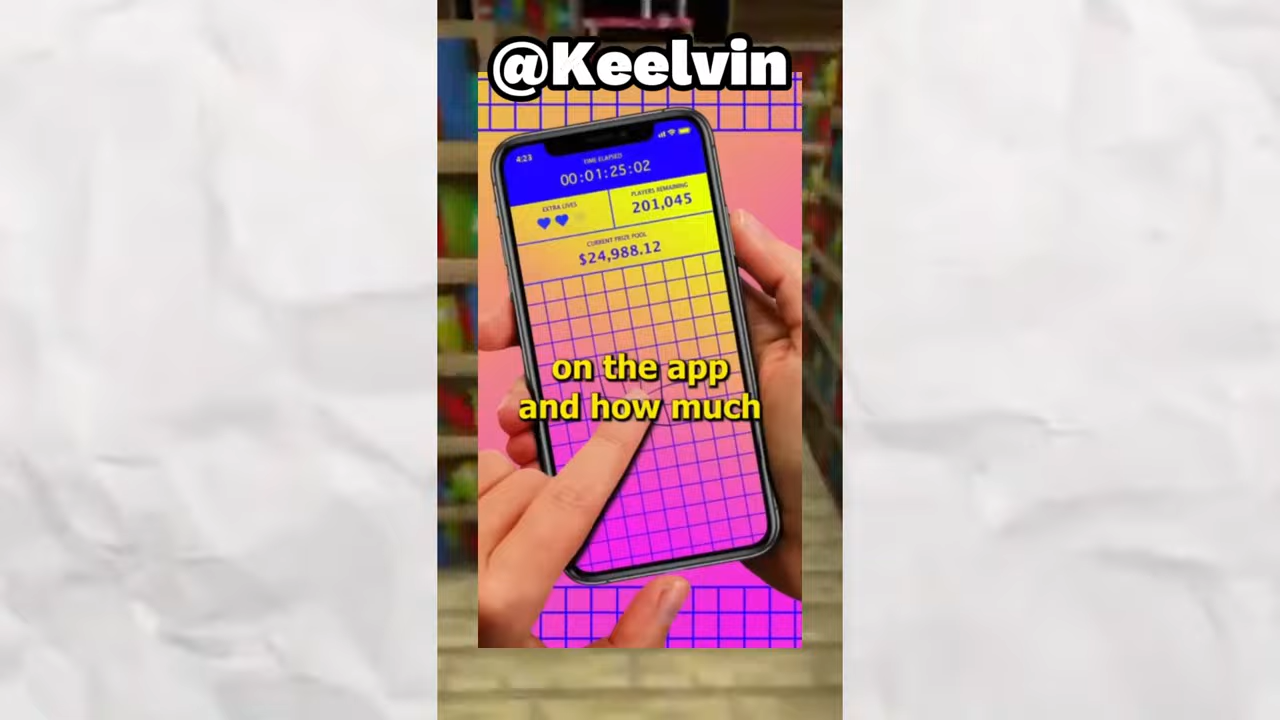 @Keelvin
4:23
TIME ELAPSED
00:01:25:02
EXTRA LIVES
PLAYERS REMAINING
201,045
CURRENT PRIZE POOL
$24,988.12
on the app
and how much